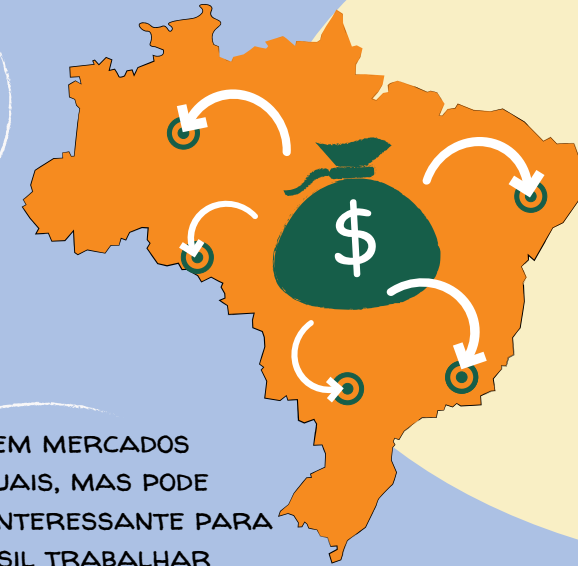 $
EM MERCADOS
UAIS, MAS PODE
NTERESSANTE PARA
SIL TRABALHAR